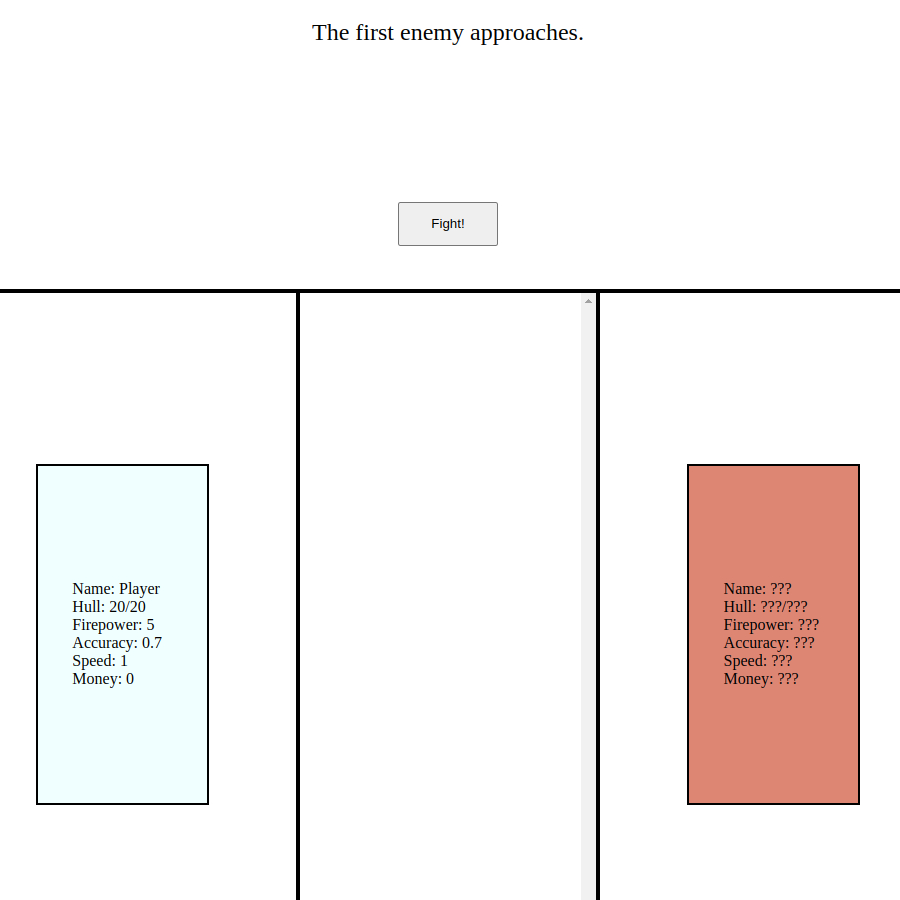 The first enemy approaches.
Fight!
Name: Player
Hull: 20/20
Firepower: 5
Accuracy: 0.7
Speed: 1
Money: 0
Name: ???
Hull: ???/???
Firepower: ???
Accuracy: ???
Speed: ???
Money: ???